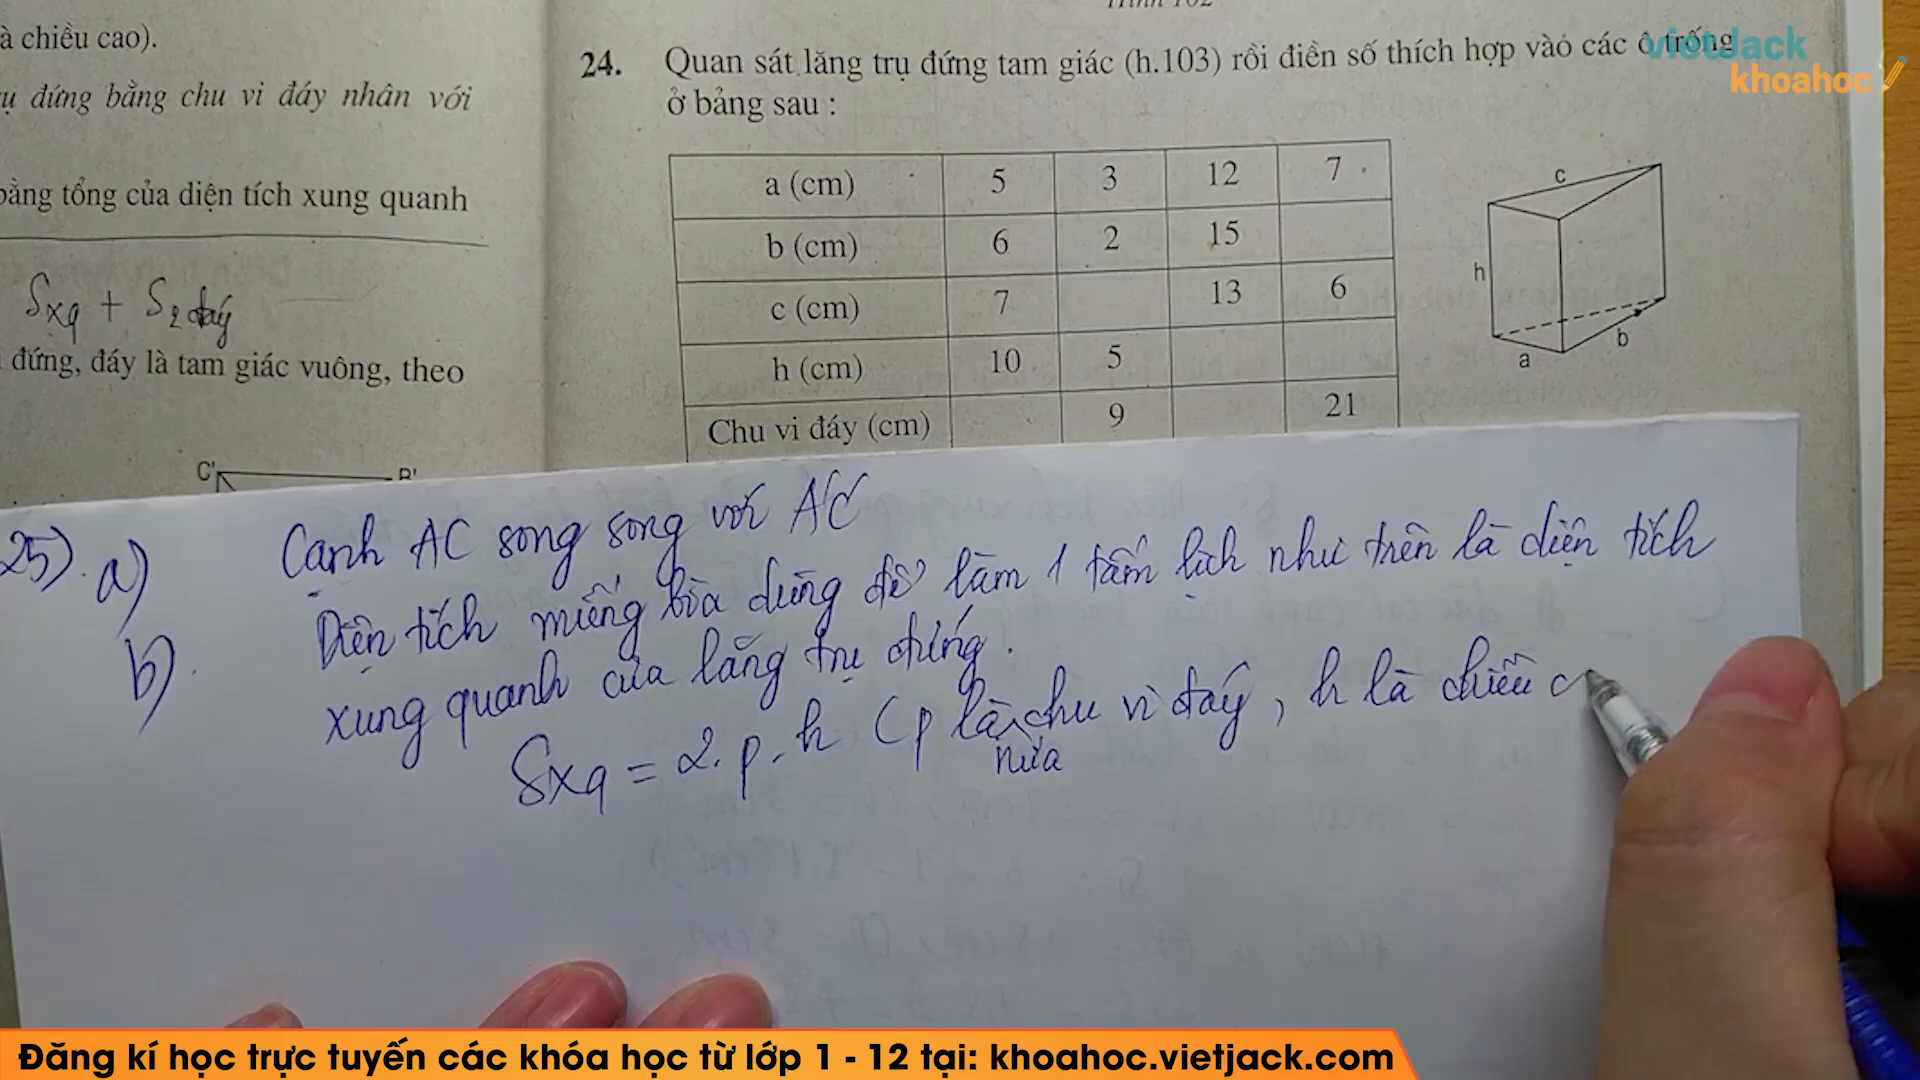 à chiều cao).
ụ đứng bằng chu vi đáy nhân với
bằng tổng của diện tích xung quanh
Sxq + S2 đáy
đứng, đáy là tam giác vuông, theo
C'
B'
24. Quan sát lăng trụ đứng tam giác (h.103) rồi điền số thích hợp vào các ô trống
ở bảng sau :
a (cm) 5 3 12 7
b (cm) 6 2 15
c (cm) 7 13 6
h (cm) 10 5
Chu vi đáy (cm) 9 21
c
h
a
b
vietJack
khoahoc
25). a) Cạnh AC song song với A'C'
b). Diện tích miếng bìa dùng để làm 1 tấm lịch như trên là diện tích
xung quanh của lăng trụ đứng.
Sxq = 2.p.h (p là chu vi đáy, h là chiều c
nửa
Đăng kí học trực tuyến các khóa học từ lớp 1 - 12 tại: khoahoc.vietjack.com